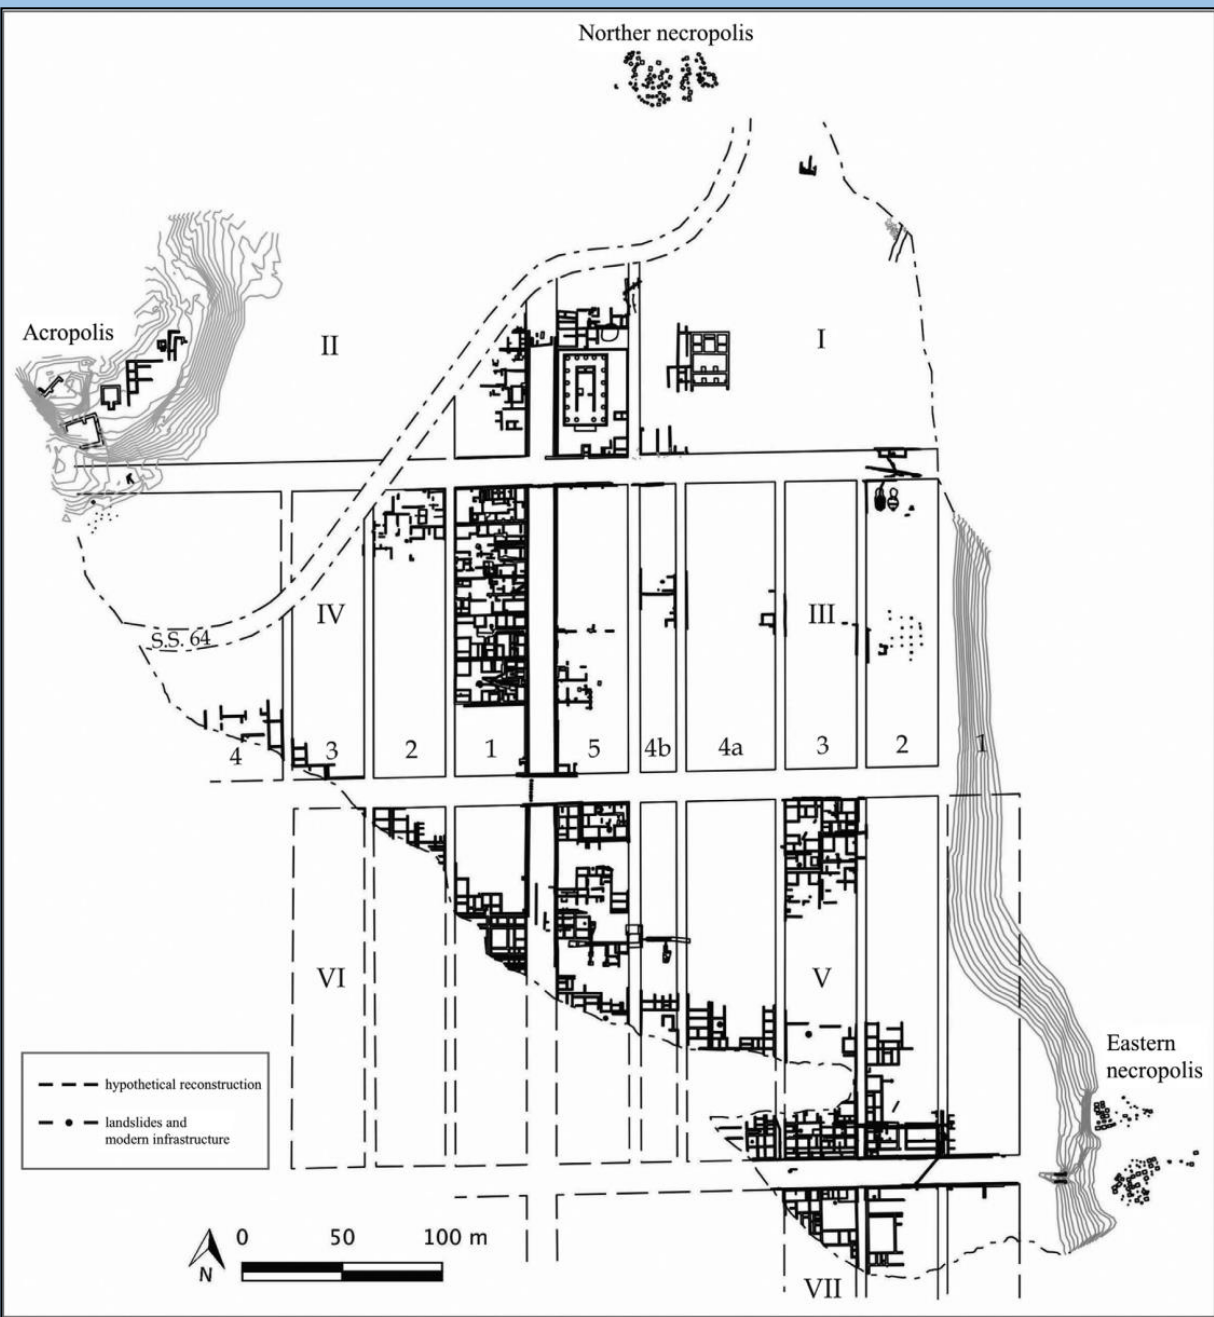 Norther necropolis
Acropolis
II
I
IV
S.S. 64
III
4
3
2
1
5
4b
4a
3
2
1
VI
V
Eastern
necropolis
hypothetical reconstruction
landslides and
modern infrastructure
0 50 100 m
N
VII